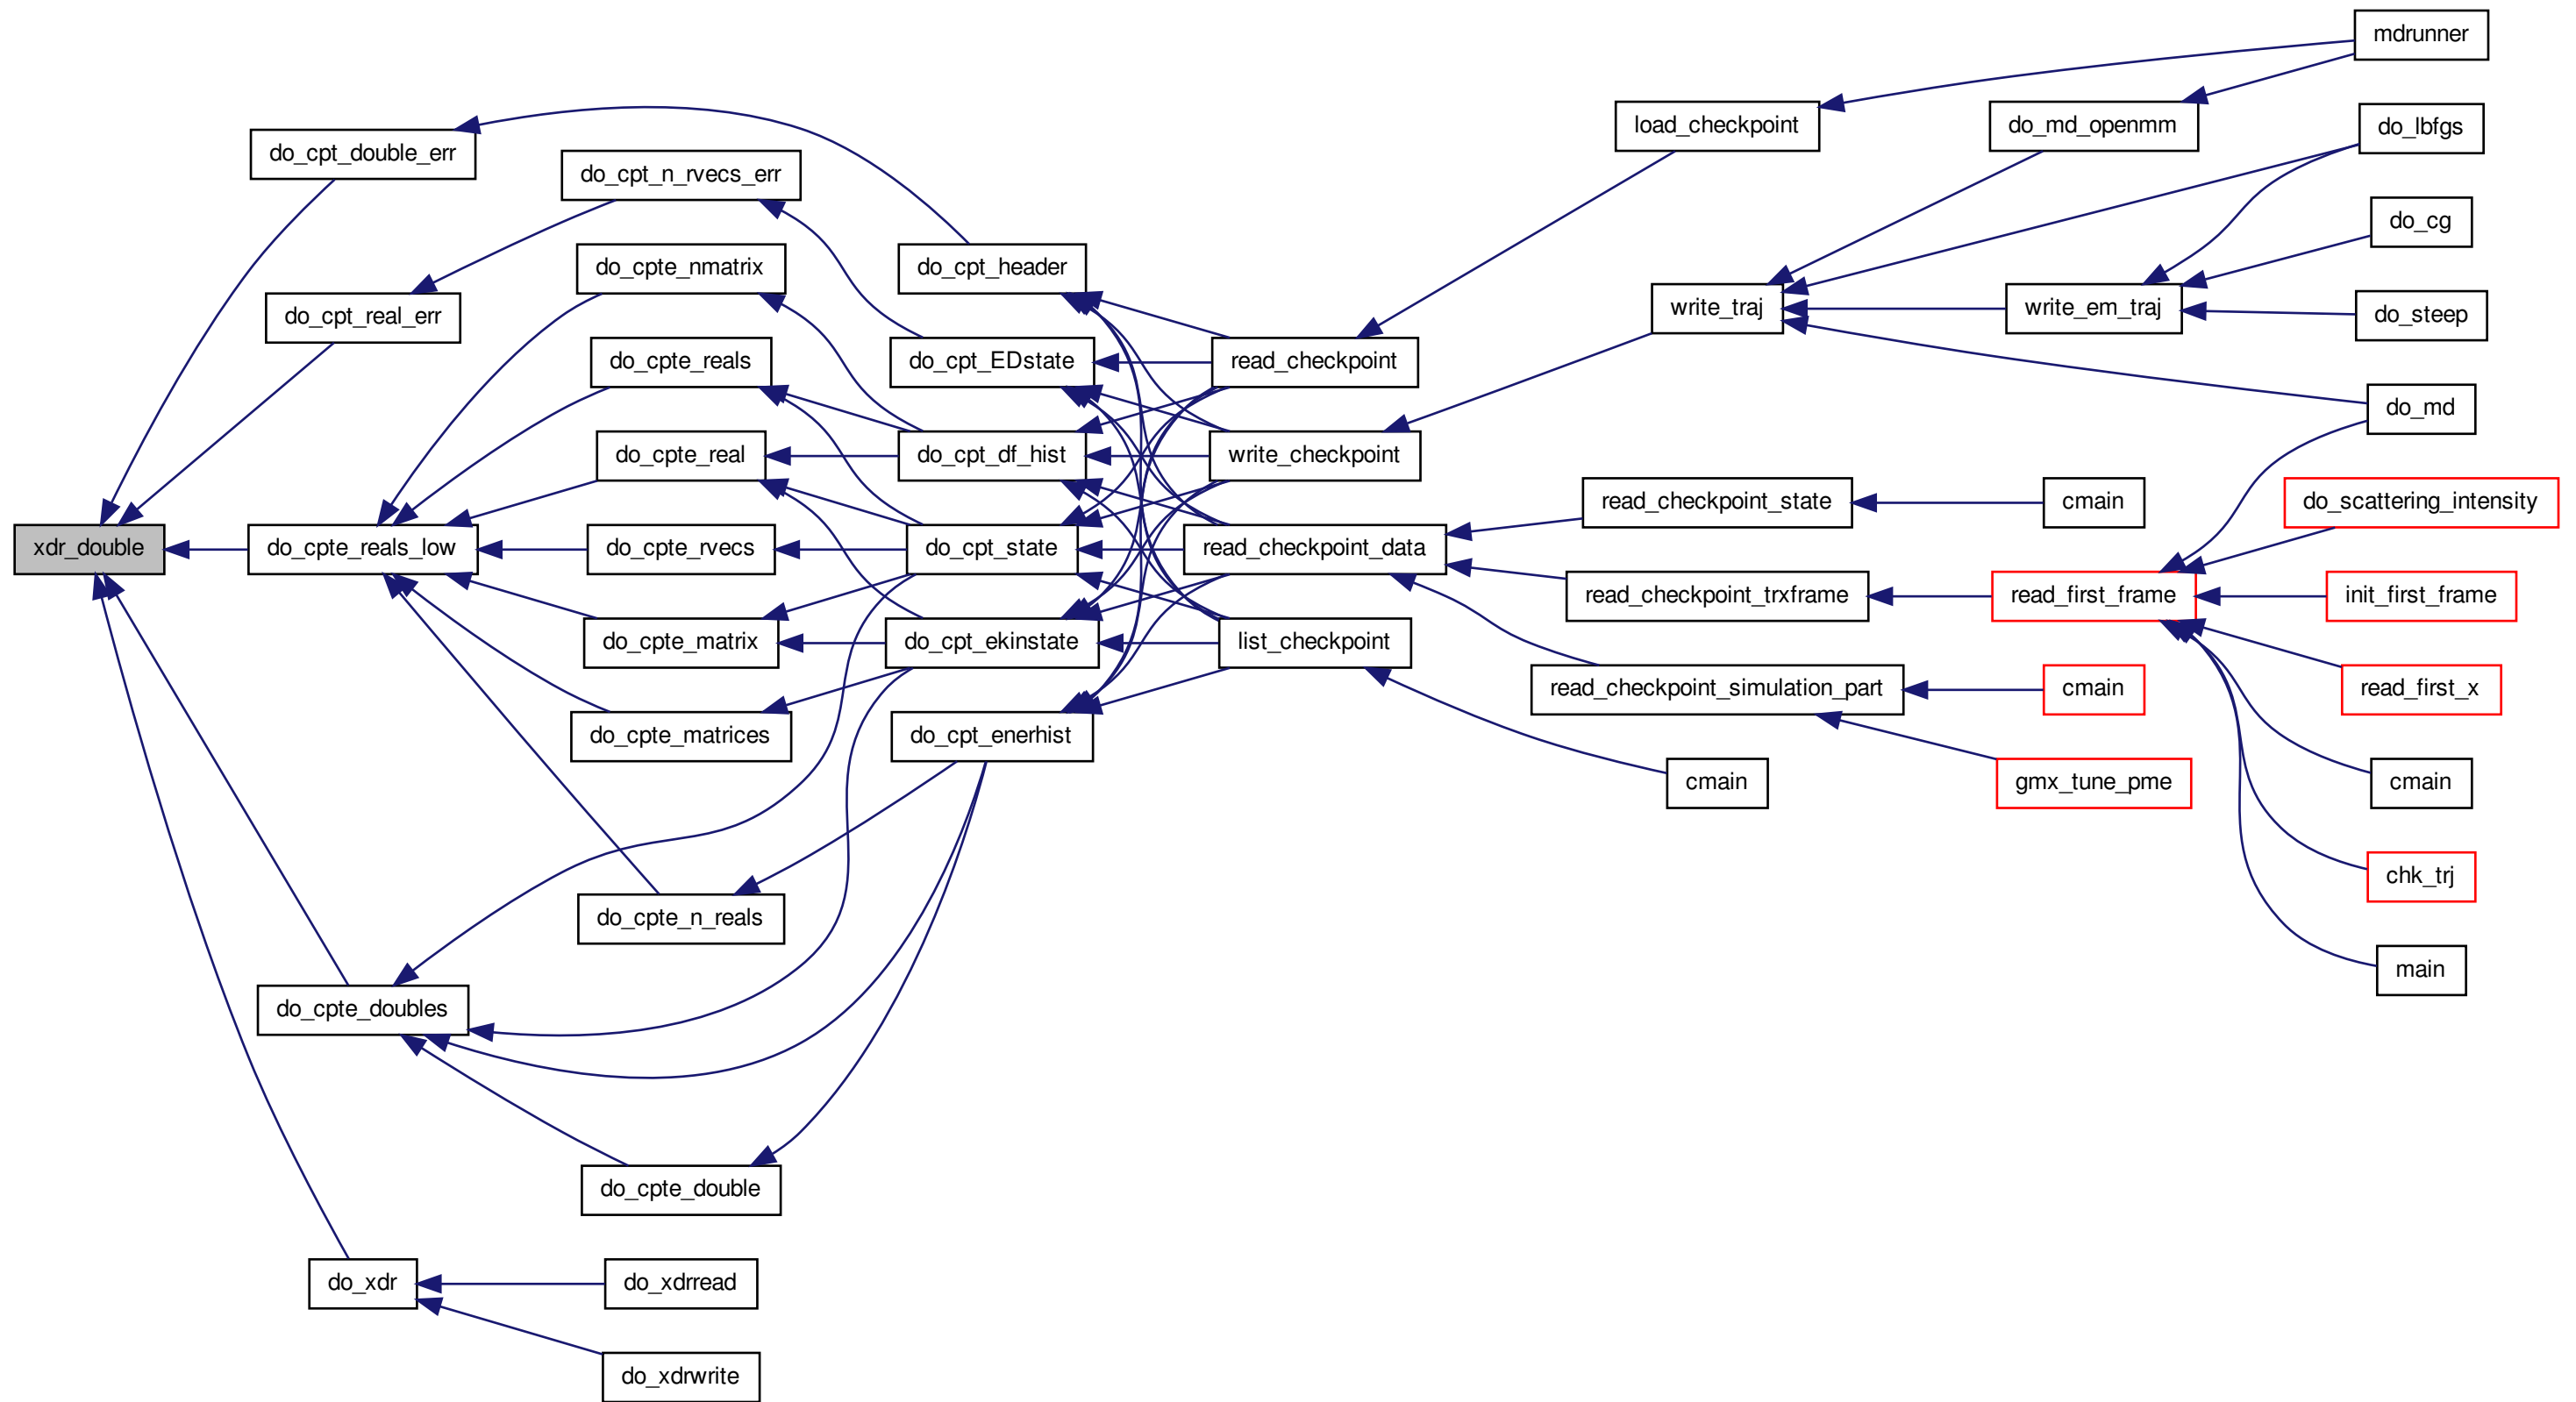 xdr_double
do_cpt_double_err
do_cpt_real_err
do_cpte_reals_low
do_cpte_doubles
do_xdr
do_cpt_n_rvecs_err
do_cpte_nmatrix
do_cpte_reals
do_cpte_real
do_cpte_rvecs
do_cpte_matrix
do_cpte_matrices
do_cpte_n_reals
do_cpte_double
do_xdrread
do_xdrwrite
do_cpt_header
do_cpt_EDstate
do_cpt_df_hist
do_cpt_state
do_cpt_ekinstate
do_cpt_enerhist
read_checkpoint
write_checkpoint
read_checkpoint_data
list_checkpoint
load_checkpoint
write_traj
read_checkpoint_state
read_checkpoint_trxframe
read_checkpoint_simulation_part
cmain
do_md_openmm
write_em_traj
cmain
read_first_frame
cmain
gmx_tune_pme
mdrunner
do_lbfgs
do_cg
do_steep
do_md
do_scattering_intensity
init_first_frame
read_first_x
cmain
chk_trj
main